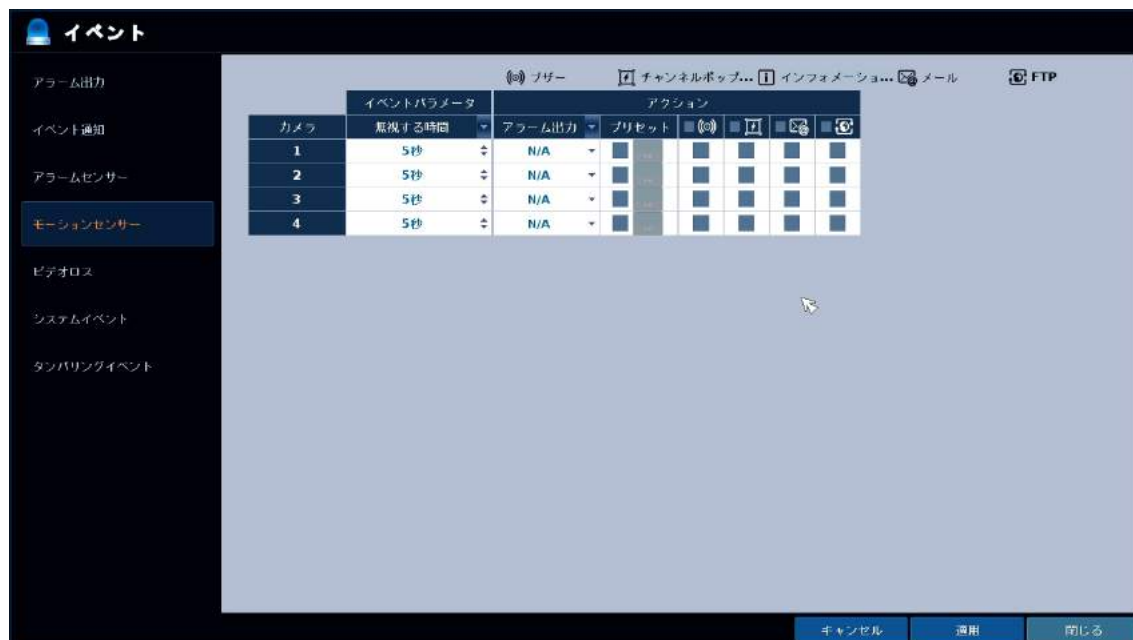 イベント
アラーム出力
イベント通知
アラームセンサー
モーションセンサー
ビデオロス
システムイベント
タンパリングイベント
ブザー チャンネルポップ... インフォメーショ... メール FTP
イベントパラメータ アクション
カメラ 無視する時間 アラーム出力 プリセット
1 5秒 N/A ...
2 5秒 N/A ...
3 5秒 N/A ...
4 5秒 N/A ...
キャンセル 適用 閉じる